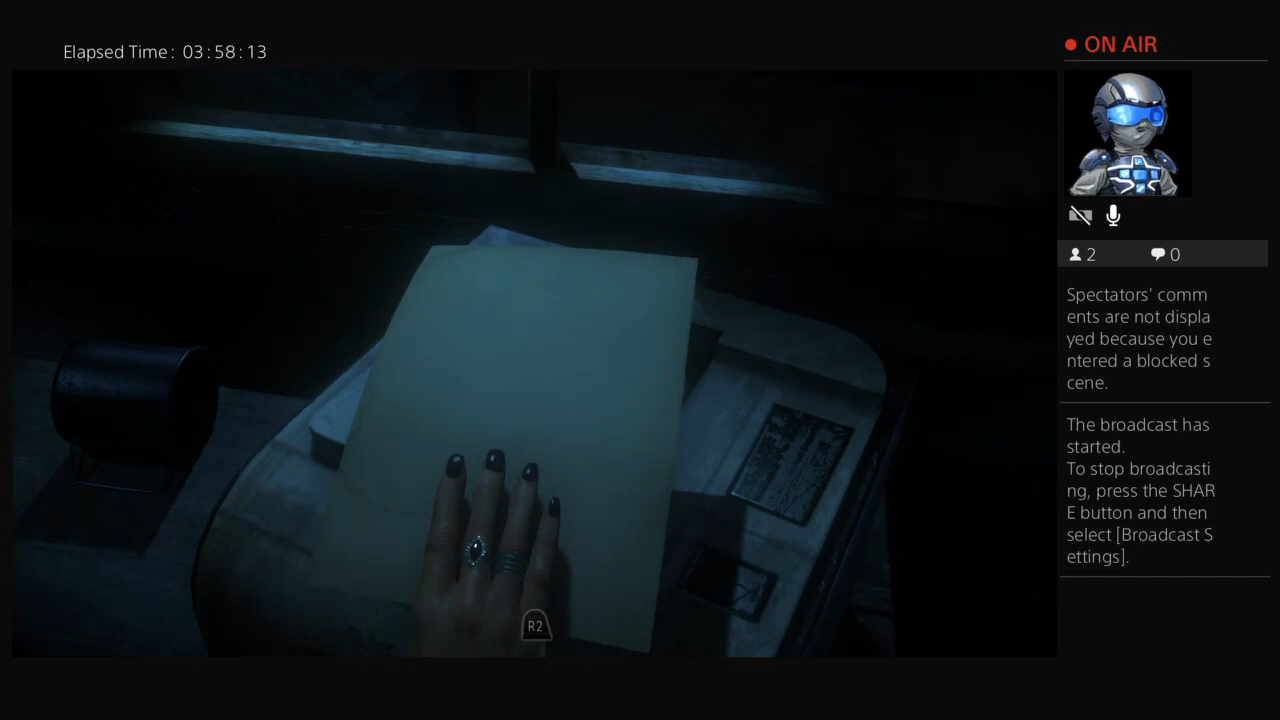 Elapsed Time: 03:58:13
ON AIR
2
0
Spectators' comm
ents are not displa
yed because you e
ntered a blocked s
cene.
The broadcast has
started.
To stop broadcasti
ng, press the SHAR
E button and then
select [Broadcast S
ettings].
R2